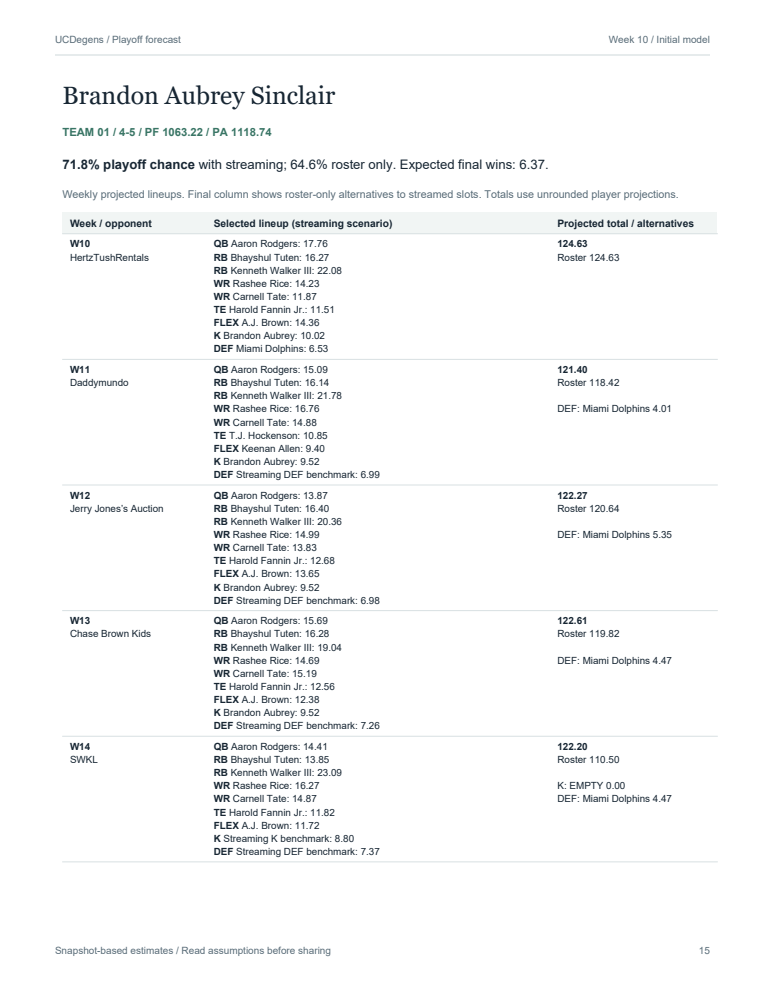 UCDegens / Playoff forecast
Week 10 / Initial model
Brandon Aubrey Sinclair
TEAM 01 / 4-5 / PF 1063.22 / PA 1118.74
71.8% playoff chance with streaming; 64.6% roster only. Expected final wins: 6.37.
Weekly projected lineups. Final column shows roster-only alternatives to streamed slots. Totals use unrounded player projections.
Week / opponent
Selected lineup (streaming scenario)
Projected total / alternatives
W10
HertzTushRentals
QB Aaron Rodgers: 17.76
RB Bhayshul Tuten: 16.27
RB Kenneth Walker III: 22.08
WR Rashee Rice: 14.23
WR Carnell Tate: 11.87
TE Harold Fannin Jr.: 11.51
FLEX A.J. Brown: 14.36
K Brandon Aubrey: 10.02
DEF Miami Dolphins: 6.53
124.63
Roster 124.63
W11
Daddymundo
QB Aaron Rodgers: 15.09
RB Bhayshul Tuten: 16.14
RB Kenneth Walker III: 21.78
WR Rashee Rice: 16.76
WR Carnell Tate: 14.88
TE T.J. Hockenson: 10.85
FLEX Keenan Allen: 9.40
K Brandon Aubrey: 9.52
DEF Streaming DEF benchmark: 6.99
121.40
Roster 118.42
DEF: Miami Dolphins 4.01
W12
Jerry Jones's Auction
QB Aaron Rodgers: 13.87
RB Bhayshul Tuten: 16.40
RB Kenneth Walker III: 20.36
WR Rashee Rice: 14.99
WR Carnell Tate: 13.83
TE Harold Fannin Jr.: 12.68
FLEX A.J. Brown: 13.65
K Brandon Aubrey: 9.52
DEF Streaming DEF benchmark: 6.98
122.27
Roster 120.64
DEF: Miami Dolphins 5.35
W13
Chase Brown Kids
QB Aaron Rodgers: 15.69
RB Bhayshul Tuten: 16.28
RB Kenneth Walker III: 19.04
WR Rashee Rice: 14.69
WR Carnell Tate: 15.19
TE Harold Fannin Jr.: 12.56
FLEX A.J. Brown: 12.38
K Brandon Aubrey: 9.52
DEF Streaming DEF benchmark: 7.26
122.61
Roster 119.82
DEF: Miami Dolphins 4.47
W14
SWKL
QB Aaron Rodgers: 14.41
RB Bhayshul Tuten: 13.85
RB Kenneth Walker III: 23.09
WR Rashee Rice: 16.27
WR Carnell Tate: 14.87
TE Harold Fannin Jr.: 11.82
FLEX A.J. Brown: 11.72
K Streaming K benchmark: 8.80
DEF Streaming DEF benchmark: 7.37
122.20
Roster 110.50
K: EMPTY 0.00
DEF: Miami Dolphins 4.47
Snapshot-based estimates / Read assumptions before sharing
15